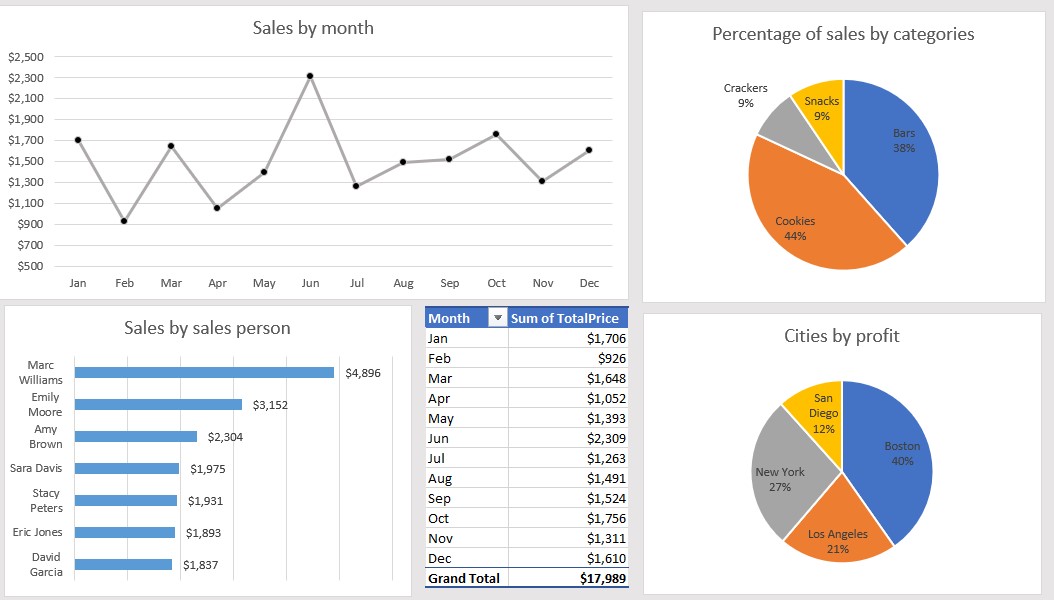 Sales by month
$2,500
$2,300
$2,100
$1,900
$1,700
$1,500
$1,300
$1,100
$900
$700
$500
Jan Feb Mar Apr May Jun Jul Aug Sep Oct Nov Dec
Percentage of sales by categories
Crackers
9%
Snacks
9%
Bars
38%
Cookies
44%
Sales by sales person
Marc
Williams
$4,896
Emily
Moore
$3,152
Amy
Brown
$2,304
Sara Davis $1,975
Stacy
Peters
$1,931
Eric Jones $1,893
David
Garcia
$1,837
Month Sum of TotalPrice
Jan $1,706
Feb $926
Mar $1,648
Apr $1,052
May $1,393
Jun $2,309
Jul $1,263
Aug $1,491
Sep $1,524
Oct $1,756
Nov $1,311
Dec $1,610
Grand Total $17,989
Cities by profit
San
Diego
12%
Boston
40%
New York
27%
Los Angeles
21%